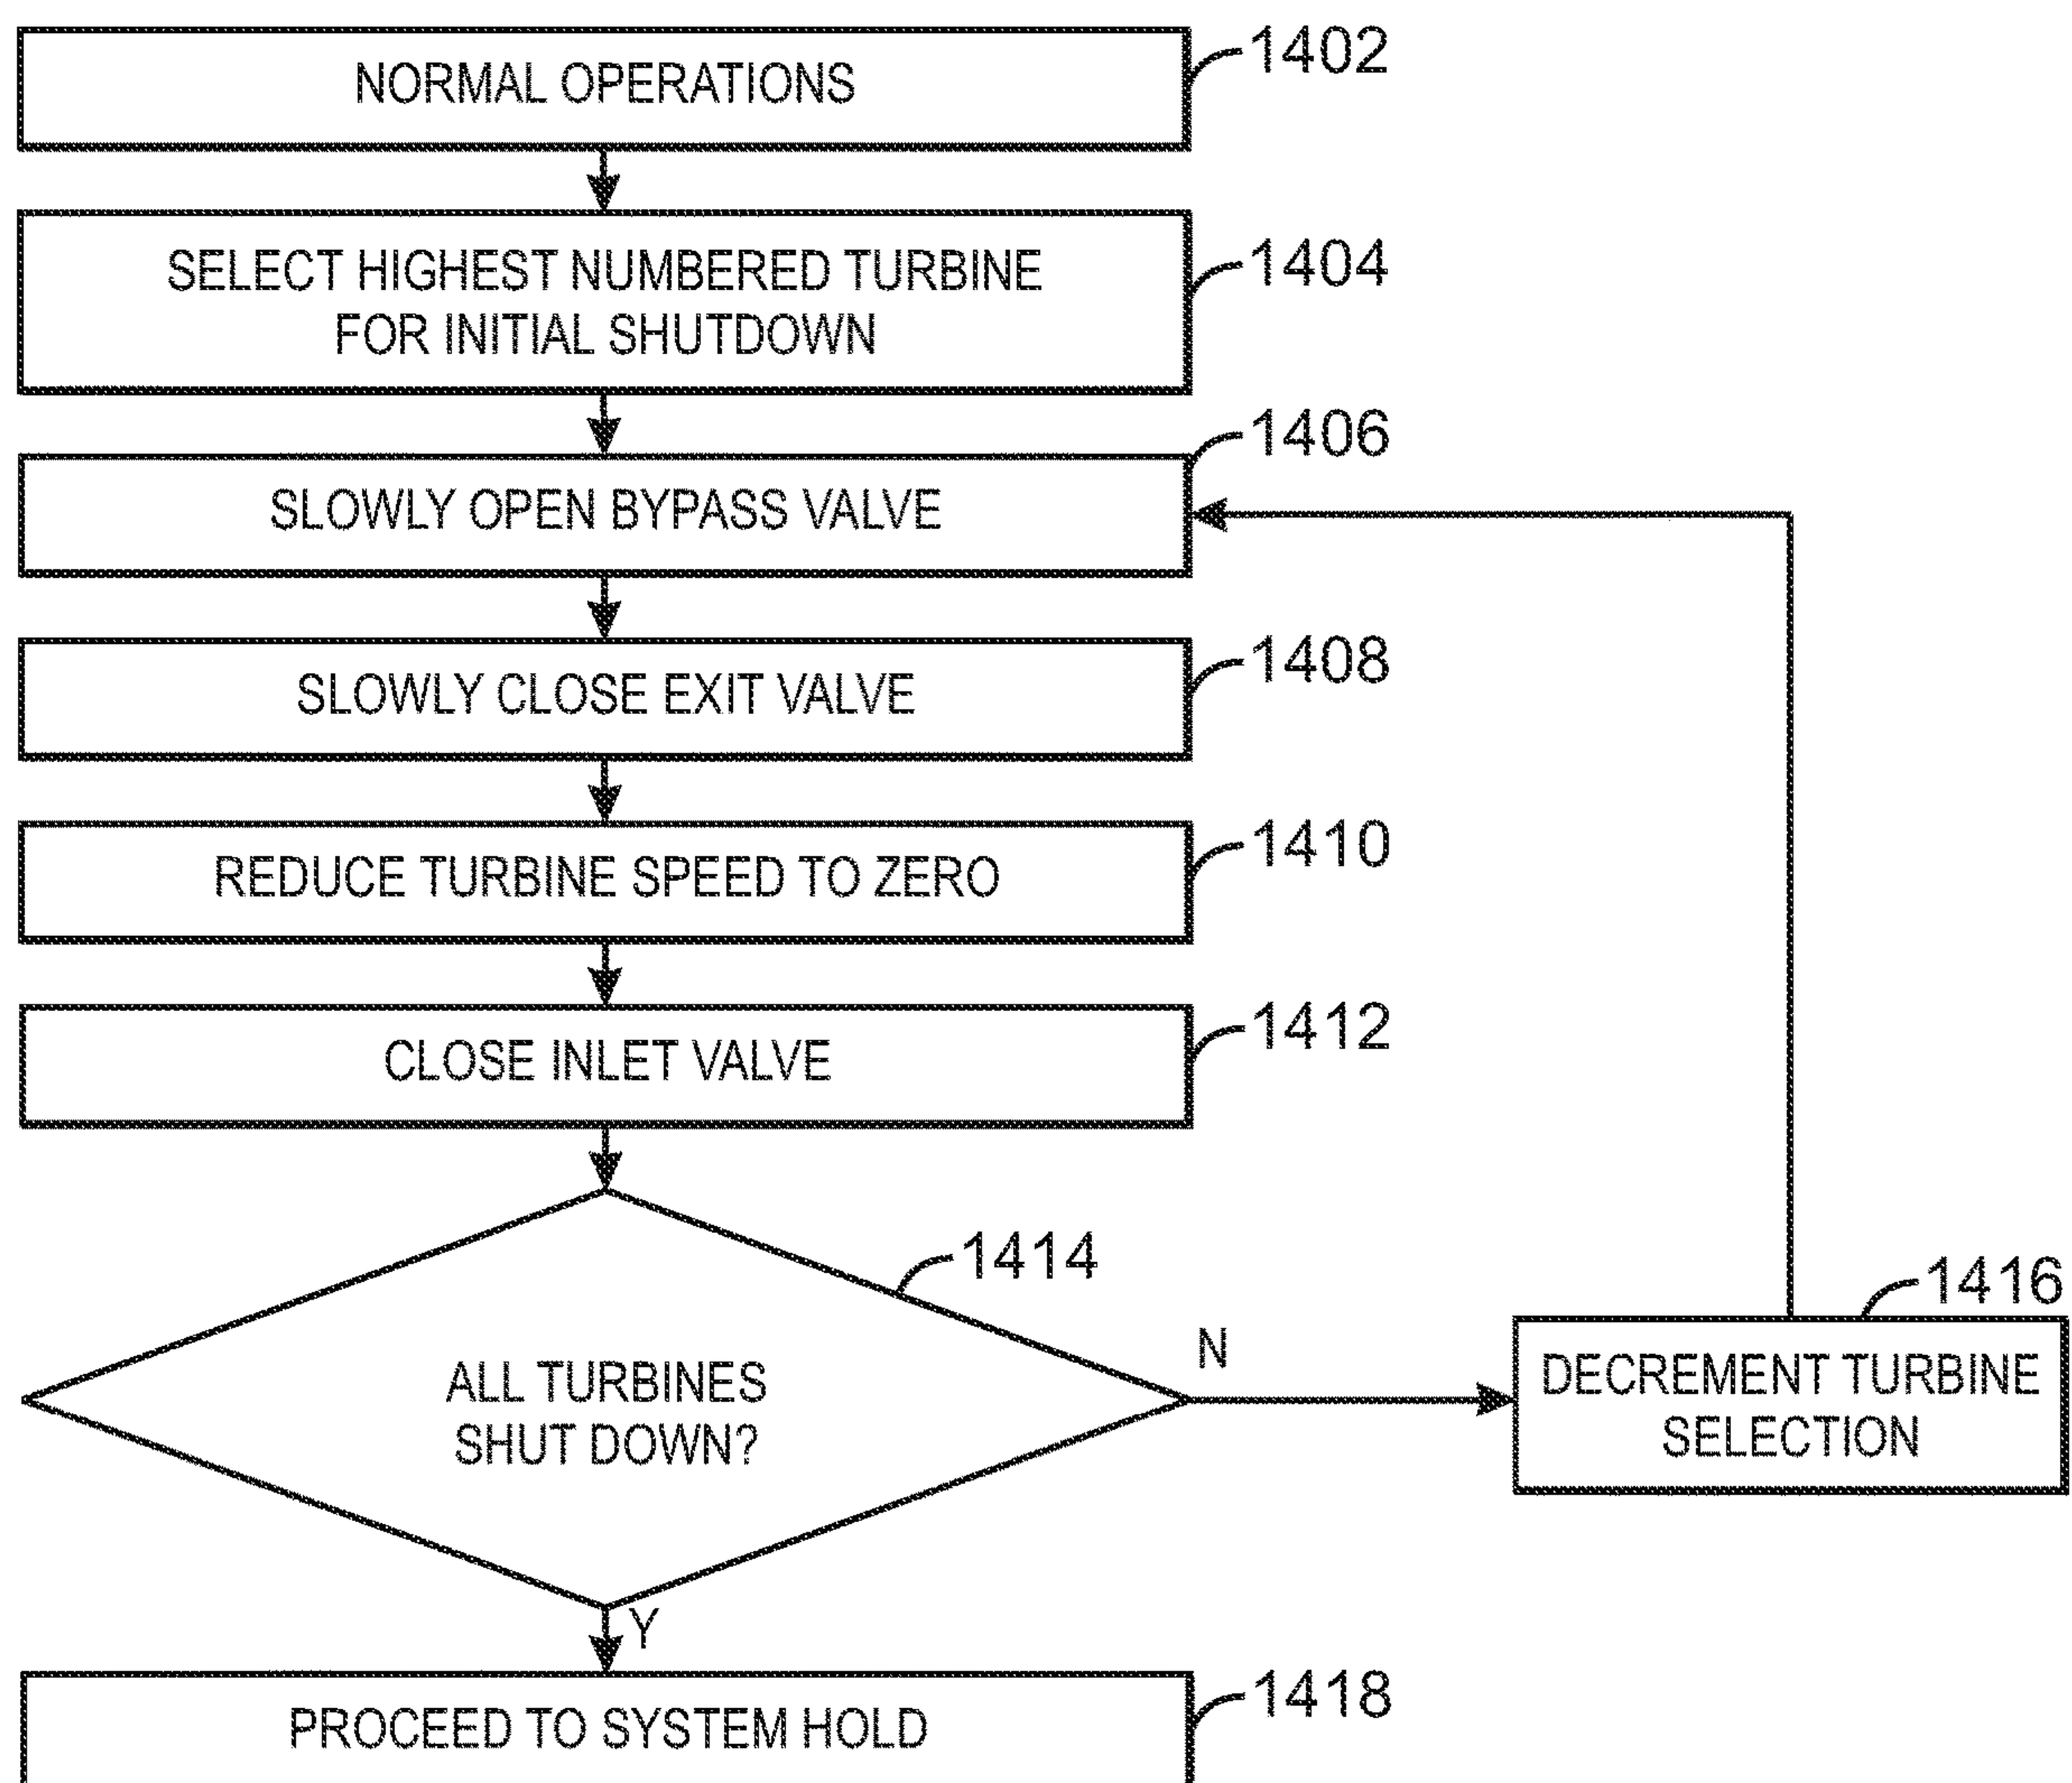 NORMAL OPERATIONS
1402
SELECT HIGHEST NUMBERED TURBINE
FOR INITIAL SHUTDOWN
1404
1406
SLOWLY OPEN BYPASS VALVE
1408
SLOWLY CLOSE EXIT VALVE
1410
REDUCE TURBINE SPEED TO ZERO
1412
CLOSE INLET VALVE
1414
ALL TURBINES
SHUT DOWN?
N
1416
DECREMENT TURBINE
SELECTION
Y
1418
PROCEED TO SYSTEM HOLD